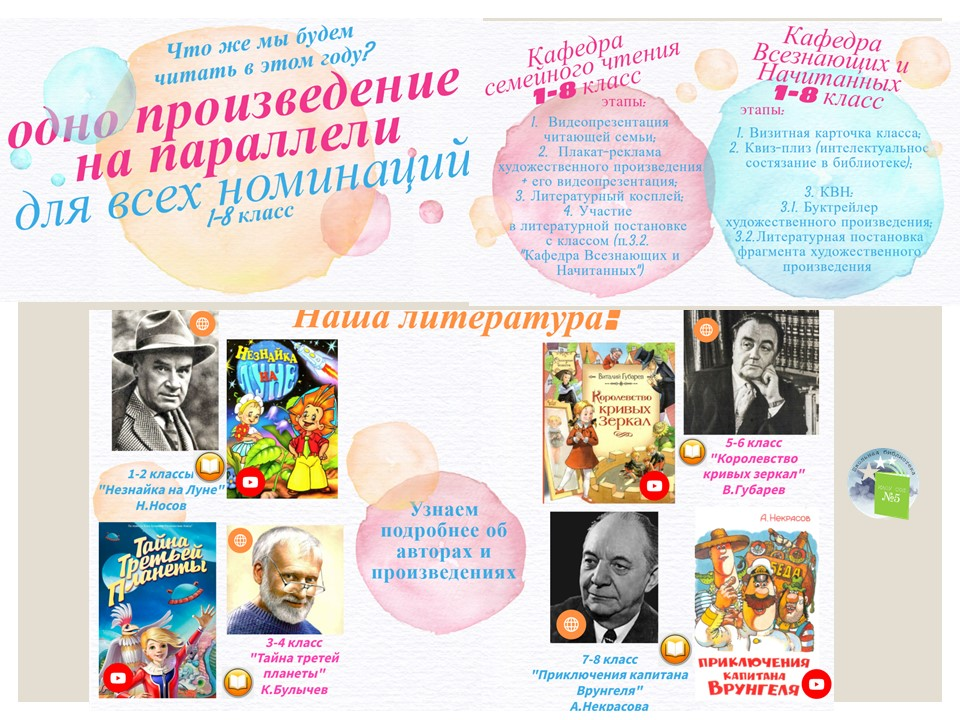 Что же мы будем
читать в этом году?
одно произведение
на параллели
для всех номинаций
1-8 класс
Кафедра
семейного чтения
1-8 класс
этапы:
1. Видеопрезентация
читающей семьи;
2. Плакат-реклама
художественного произведения
+ его видеопрезентация;
3. Литературный косплей;
4. Участие
в литературной постановке
с классом (п.3.2.
"Кафедра Всезнающих и
Начитанных")
Кафедра
Всезнающих и
Начитанных
1-8 класс
этапы:
1. Визитная карточка класса;
2. Квиз-плиз (интелектуальное
состязание в библиотеке);
3. КВН:
3.1. Буктрейлер
художественного произведения;
3.2.Литературная постановка
фрагмента художественного
произведения
Наша литература!
НЕЗНАЙКА
НА
ЛУНЕ
1-2 классы
"Незнайка на Луне"
Н.Носов
Виталий Губарев
Королевство
кривых
зеркал
5-6 класс
"Королевство
кривых зеркал"
В.Губарев
Узнаем
подробнее об
авторах и
произведениях
Тайна
Третьей
Планеты
3-4 класс
"Тайна третей
планеты"
К.Булычев
7-8 класс
"Приключения капитана
Врунгеля"
А.Некрасова
А. Некрасов
БЕДА
ПРИКЛЮЧЕНИЯ
КАПИТАНА
ВРУНГЕЛЯ
Школьная библиотека
№5